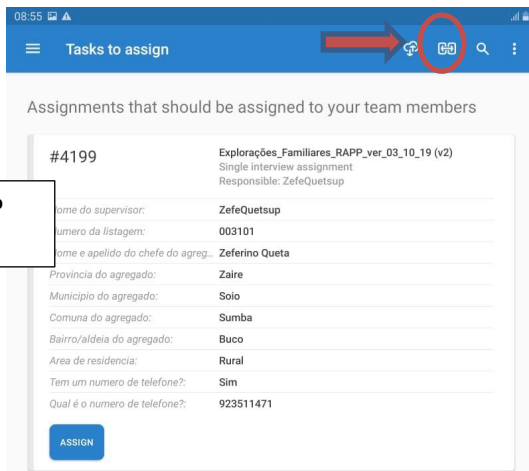 08:55
Tasks to assign
Assignments that should be assigned to your team members
#4199
Explorações_Familiares_RAPP_ver_03_10_19 (v2)
Single interview assignment
Responsible: ZefeQuetsup
ome do supervisor: ZefeQuetsup
umero da listagem: 003101
ome e apelido do chefe do agreg... Zeferino Queta
Provincia do agregado: Zaire
Municipio do agregado: Soio
Comuna do agregado: Sumba
Bairro/aldeia do agregado: Buco
Area de residencia: Rural
Tem um numero de telefone?: Sim
Qual é o numero de telefone?: 923511471
ASSIGN